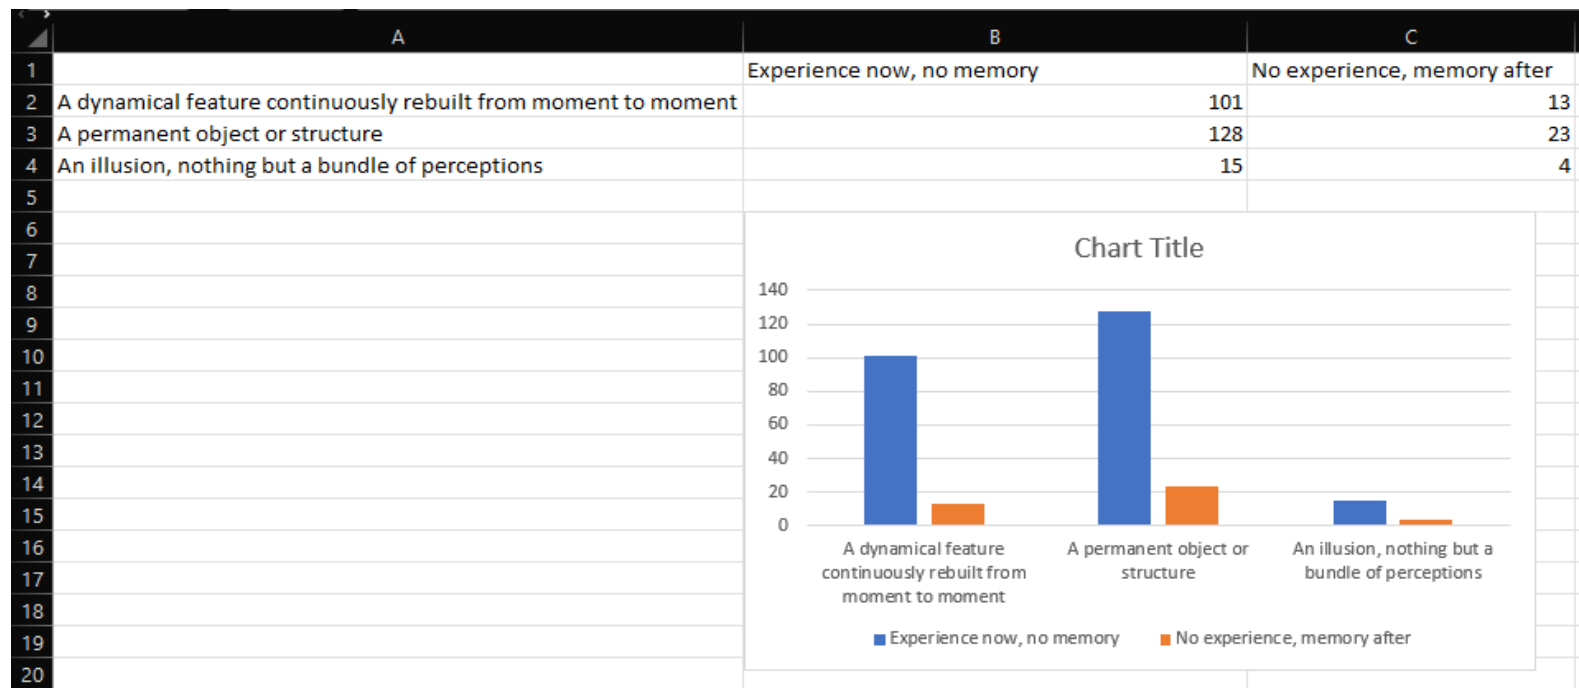 A B C
1 Experience now, no memory No experience, memory after
2 A dynamical feature continuously rebuilt from moment to moment 101 13
3 A permanent object or structure 128 23
4 An illusion, nothing but a bundle of perceptions 15 4
5
6
7
8
9
10
11
12
13
14
15
16
17
18
19
20
Chart Title
140
120
100
80
60
40
20
0
A dynamical feature
continuously rebuilt from
moment to moment
A permanent object or
structure
An illusion, nothing but a
bundle of perceptions
Experience now, no memory No experience, memory after